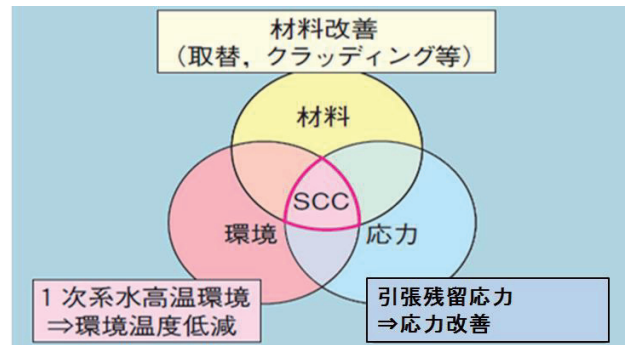 材料改善
（取替，クラッディング等）
材料
SCC
環境
応力
1次系水高温環境
⇒環境温度低減
引張残留応力
⇒応力改善